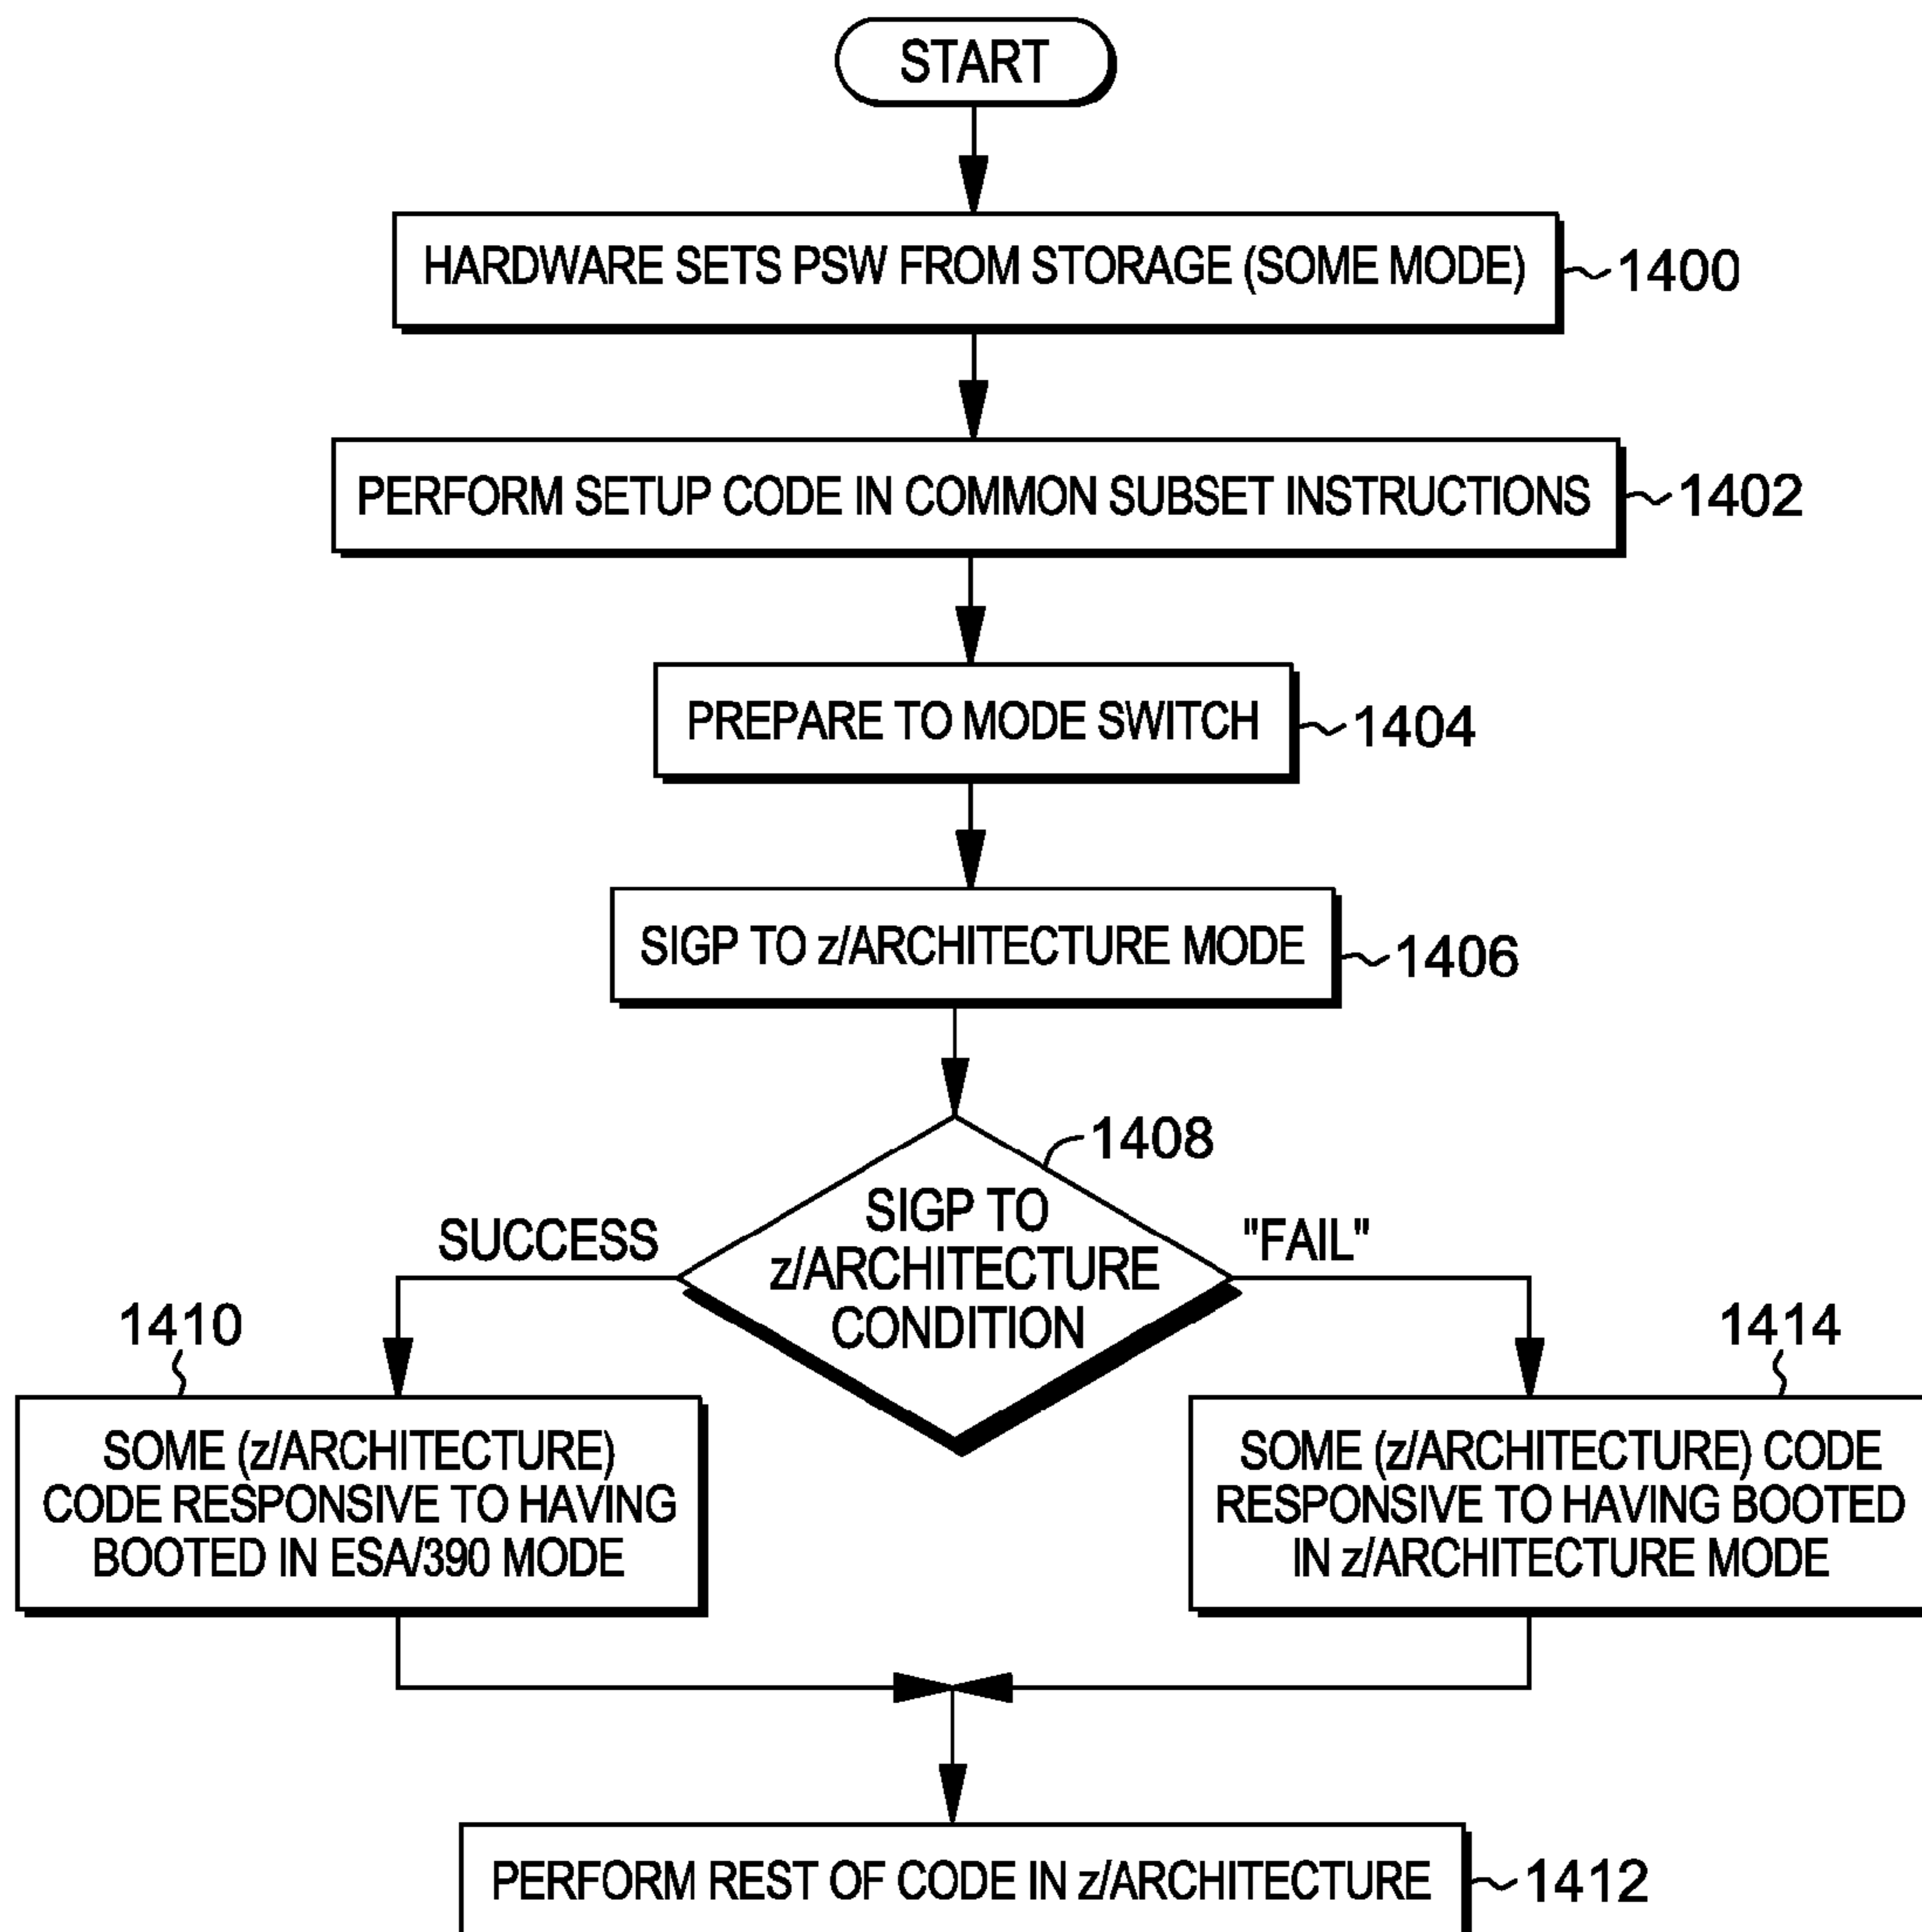 START
HARDWARE SETS PSW FROM STORAGE (SOME MODE)
1400
PERFORM SETUP CODE IN COMMON SUBSET INSTRUCTIONS
1402
PREPARE TO MODE SWITCH
1404
SIGP TO z/ARCHITECTURE MODE
1406
1408
SIGP TO
z/ARCHITECTURE
CONDITION
SUCCESS
"FAIL"
1410
SOME (z/ARCHITECTURE)
CODE RESPONSIVE TO HAVING
BOOTED IN ESA/390 MODE
1414
SOME (z/ARCHITECTURE) CODE
RESPONSIVE TO HAVING BOOTED
IN z/ARCHITECTURE MODE
PERFORM REST OF CODE IN z/ARCHITECTURE
1412